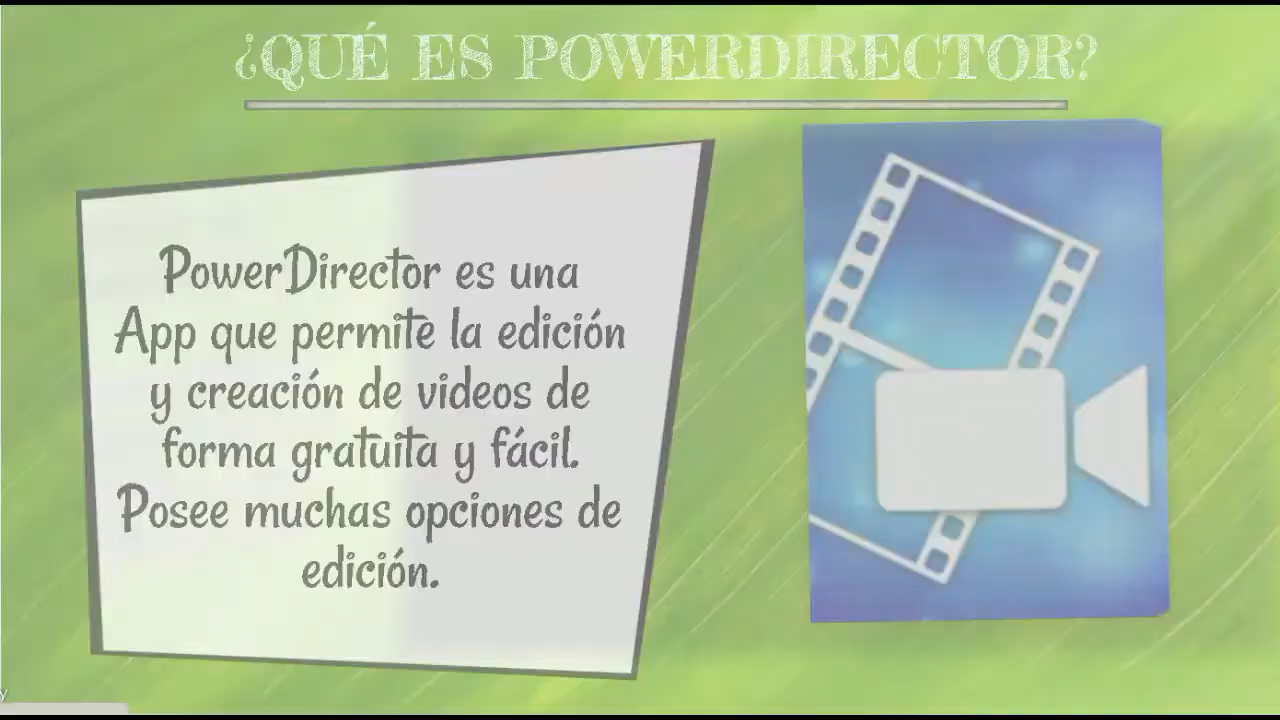 ¿QUÉ ES POWERDIRECTOR?
PowerDirector es una
App que permite la edición
y creación de videos de
forma gratuita y fácil.
Posee muchas opciones de
edición.